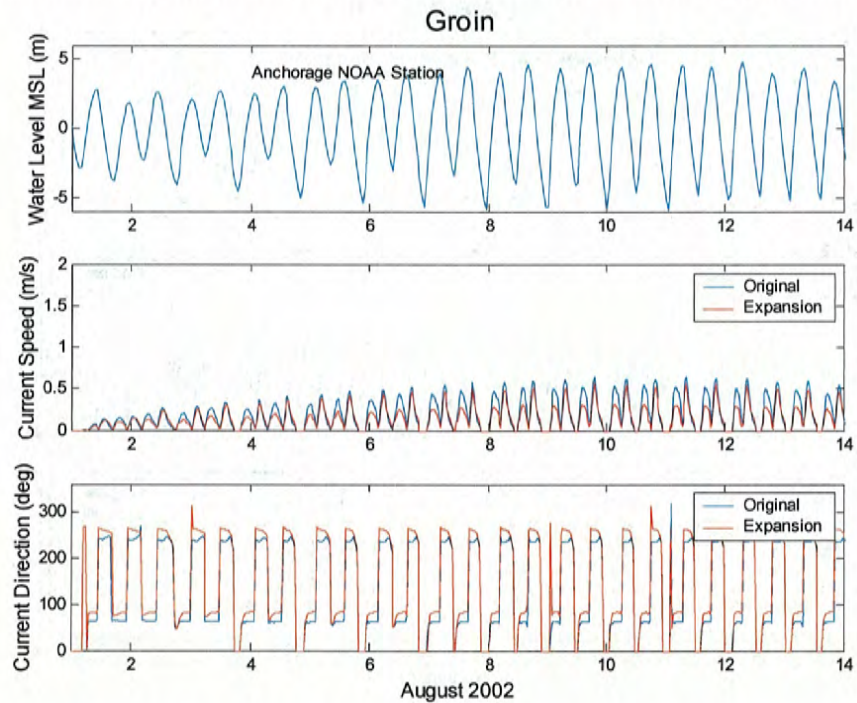 Groin
Water Level MSL (m)
5
0
-5
Anchorage NOAA Station
2 4 6 8 10 12 14
Current Speed (m/s)
2
1.5
1
0.5
0
Original
Expansion
2 4 6 8 10 12 14
Current Direction (deg)
300
200
100
0
Original
Expansion
2 4 6 8 10 12 14
August 2002